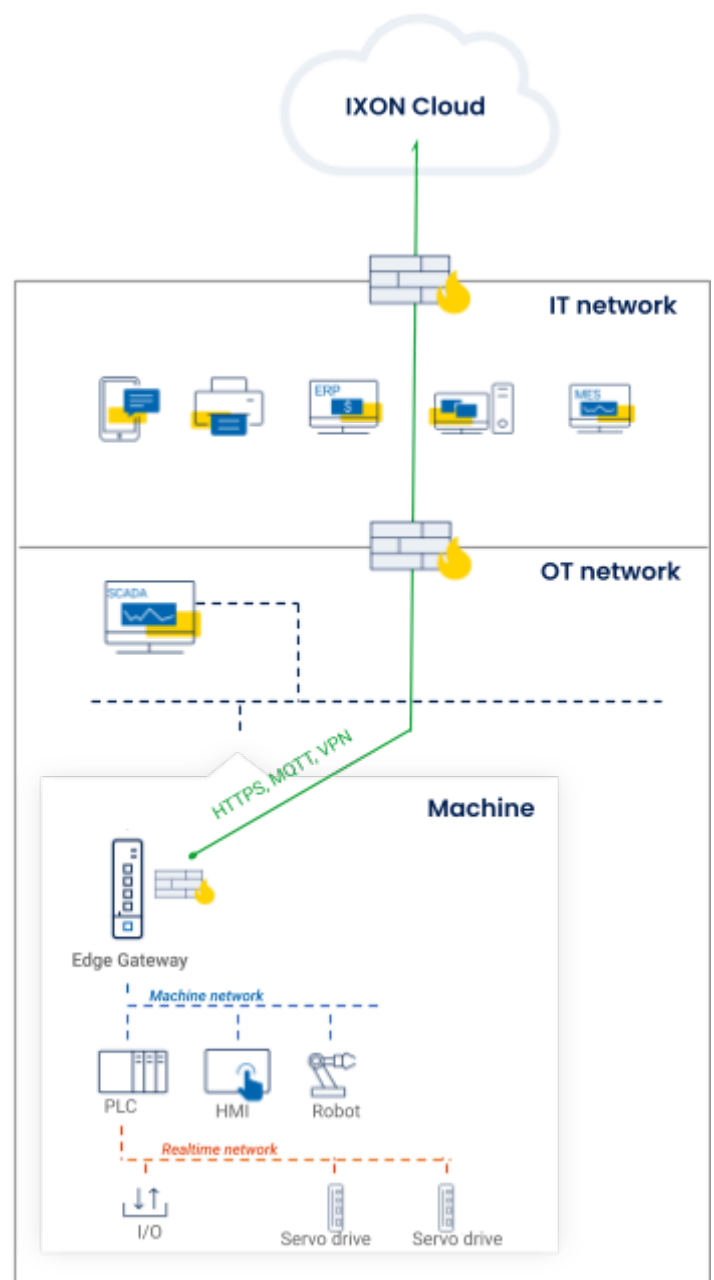 IXON Cloud
IT network
ERP
$
MES
OT network
SCADA
HTTPS, MQTT, VPN
Machine
Edge Gateway
Machine network
PLC
HMI
Robot
Realtime network
I/O
Servo drive
Servo drive